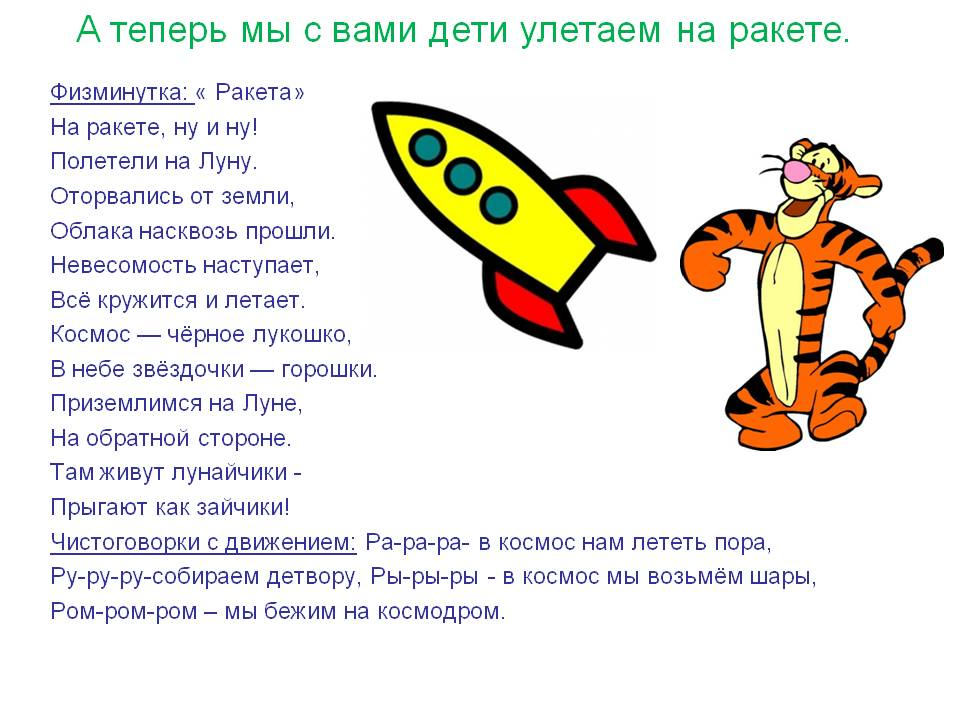 А теперь мы с вами дети улетаем на ракете.
Физминутка: « Ракета»
На ракете, ну и ну!
Полетели на Луну.
Оторвались от земли,
Облака насквозь прошли.
Невесомость наступает,
Всё кружится и летает.
Космос — чёрное лукошко,
В небе звёздочки — горошки.
Приземлимся на Луне,
На обратной стороне.
Там живут лунайчики -
Прыгают как зайчики!
Чистоговорки с движением: Ра-ра-ра- в космос нам лететь пора,
Ру-ру-ру-собираем детвору, Ры-ры-ры - в космос мы возьмём шары,
Ром-ром-ром – мы бежим на космодром.